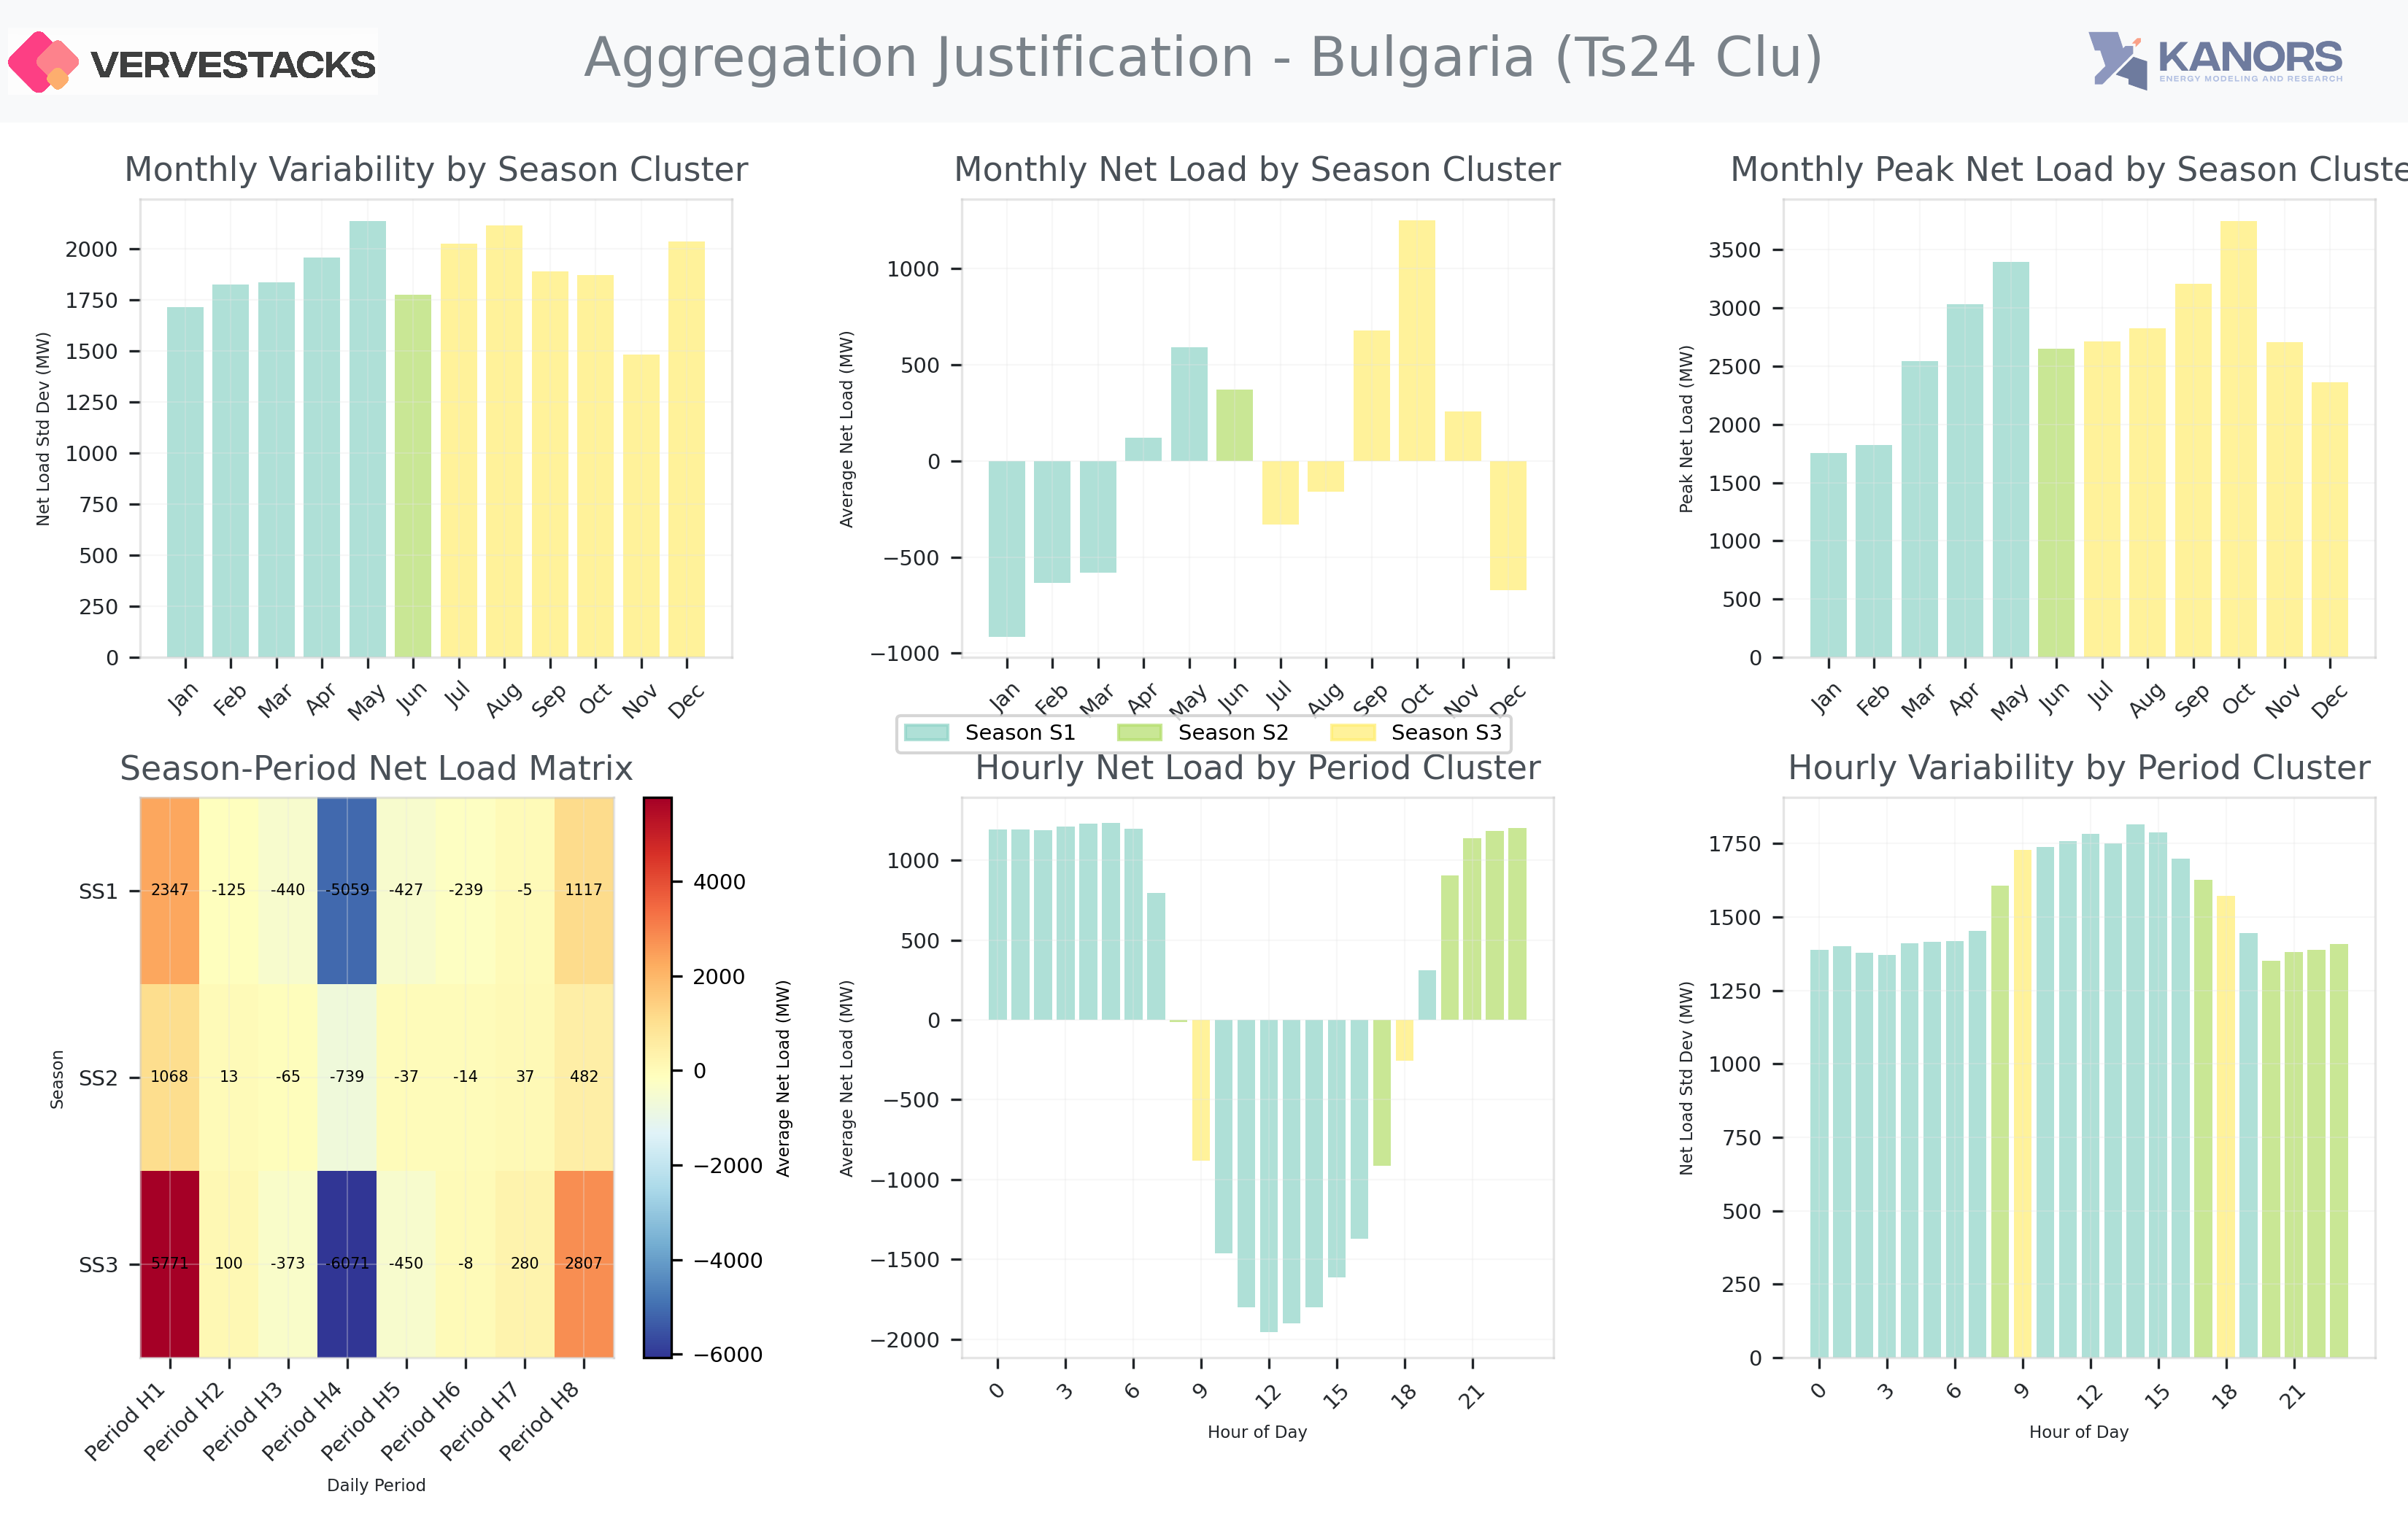 VERVESTACKS
Aggregation Justification - Bulgaria (Ts24 Clu)
KANORS
ENERGY MODELING AND RESEARCH
Monthly Variability by Season Cluster
Net Load Std Dev (MW)
2000
1750
1500
1250
1000
750
500
250
0
Jan Feb Mar Apr May Jun Jul Aug Sep Oct Nov Dec
Monthly Net Load by Season Cluster
Average Net Load (MW)
1000
500
0
−500
−1000
Jan Feb Mar Apr May Jun Jul Aug Sep Oct Nov Dec
Monthly Peak Net Load by Season Cluste
Peak Net Load (MW)
3500
3000
2500
2000
1500
1000
500
0
Jan Feb Mar Apr May Jun Jul Aug Sep Oct Nov Dec
Season S1 Season S2 Season S3
Season-Period Net Load Matrix
Season
SS1 2347 -125 -440 -5059 -427 -239 -5 1117
SS2 1068 13 -65 -739 -37 -14 37 482
SS3 5771 100 -373 -6071 -450 -8 280 2807
Period H1 Period H2 Period H3 Period H4 Period H5 Period H6 Period H7 Period H8
Daily Period
4000
2000
0
−2000
−4000
−6000
Average Net Load (MW)
Hourly Net Load by Period Cluster
Average Net Load (MW)
1000
500
0
−500
−1000
−1500
−2000
0 3 6 9 12 15 18 21
Hour of Day
Hourly Variability by Period Cluster
Net Load Std Dev (MW)
1750
1500
1250
1000
750
500
250
0
0 3 6 9 12 15 18 21
Hour of Day